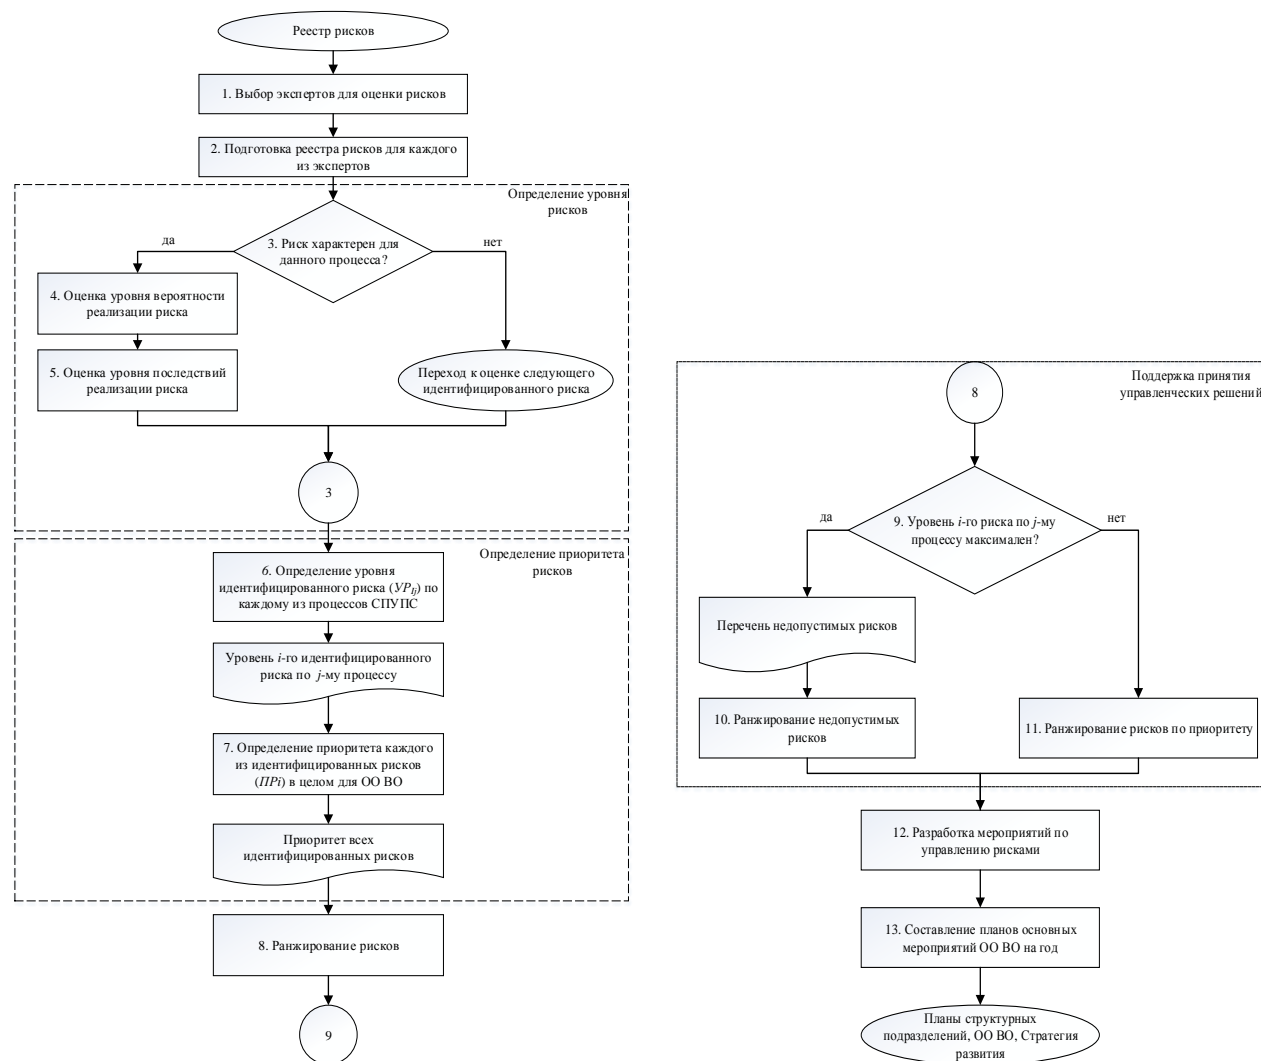 Реестр рисков
1. Выбор экспертов для оценки рисков
2. Подготовка реестра рисков для каждого
из экспертов
Определение уровня
рисков
3. Риск характерен для
данного процесса?
да
нет
4. Оценка уровня вероятности
реализации риска
5. Оценка уровня последствий
реализации риска
Переход к оценке следующего
идентифицированного риска
3
Определение приоритета
рисков
6. Определение уровня
идентифицированного риска (УРIj) по
каждому из процессов СПУПС
Уровень i-го идентифицированного
риска по j-му процессу
7. Определение приоритета каждого
из идентифицированных рисков
(ПРi) в целом для ОО ВО
Приоритет всех
идентифицированных рисков
8. Ранжирование рисков
9
Поддержка принятия
управленческих решений
8
9. Уровень i-го риска по j-му
процессу максимален?
да
нет
Перечень недопустимых рисков
10. Ранжирование недопустимых
рисков
11. Ранжирование рисков по приоритету
12. Разработка мероприятий по
управлению рисками
13. Составление планов основных
мероприятий ОО ВО на год
Планы структурных
подразделений, ОО ВО, Стратегия
развития